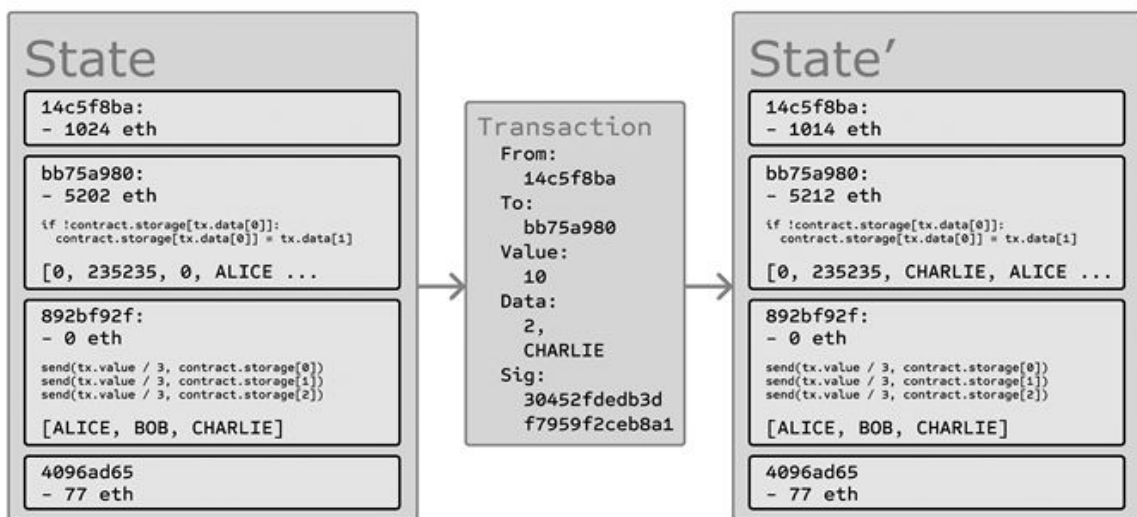 State
14c5f8ba:
- 1024 eth
bb75a980:
- 5202 eth
if !contract.storage[tx.data[0]]:
contract.storage[tx.data[0]] = tx.data[1]
[0, 235235, 0, ALICE ...
892bf92f:
- 0 eth
send(tx.value / 3, contract.storage[0])
send(tx.value / 3, contract.storage[1])
send(tx.value / 3, contract.storage[2])
[ALICE, BOB, CHARLIE]
4096ad65
- 77 eth
Transaction
From:
14c5f8ba
To:
bb75a980
Value:
10
Data:
2,
CHARLIE
Sig:
30452fdedb3d
f7959f2ceb8a1
State′
14c5f8ba:
- 1014 eth
bb75a980:
- 5212 eth
if !contract.storage[tx.data[0]]:
contract.storage[tx.data[0]] = tx.data[1]
[0, 235235, CHARLIE, ALICE ...
892bf92f:
- 0 eth
send(tx.value / 3, contract.storage[0])
send(tx.value / 3, contract.storage[1])
send(tx.value / 3, contract.storage[2])
[ALICE, BOB, CHARLIE]
4096ad65
- 77 eth